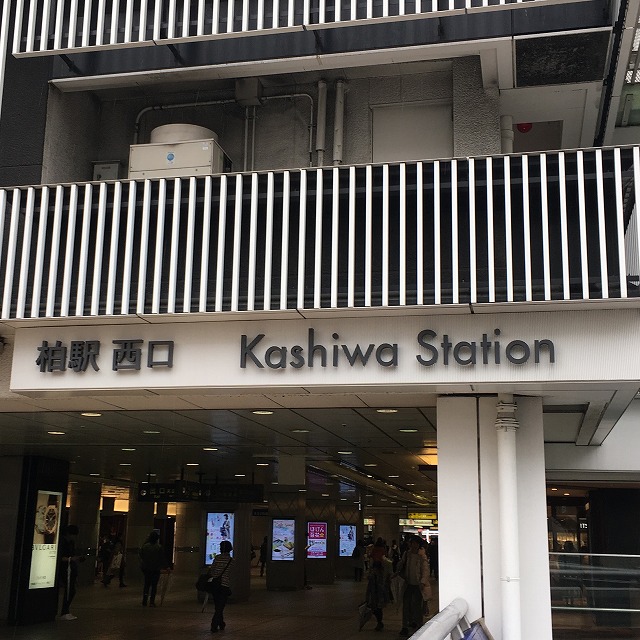 柏駅 西口 Kashiwa Station
BVLGARI